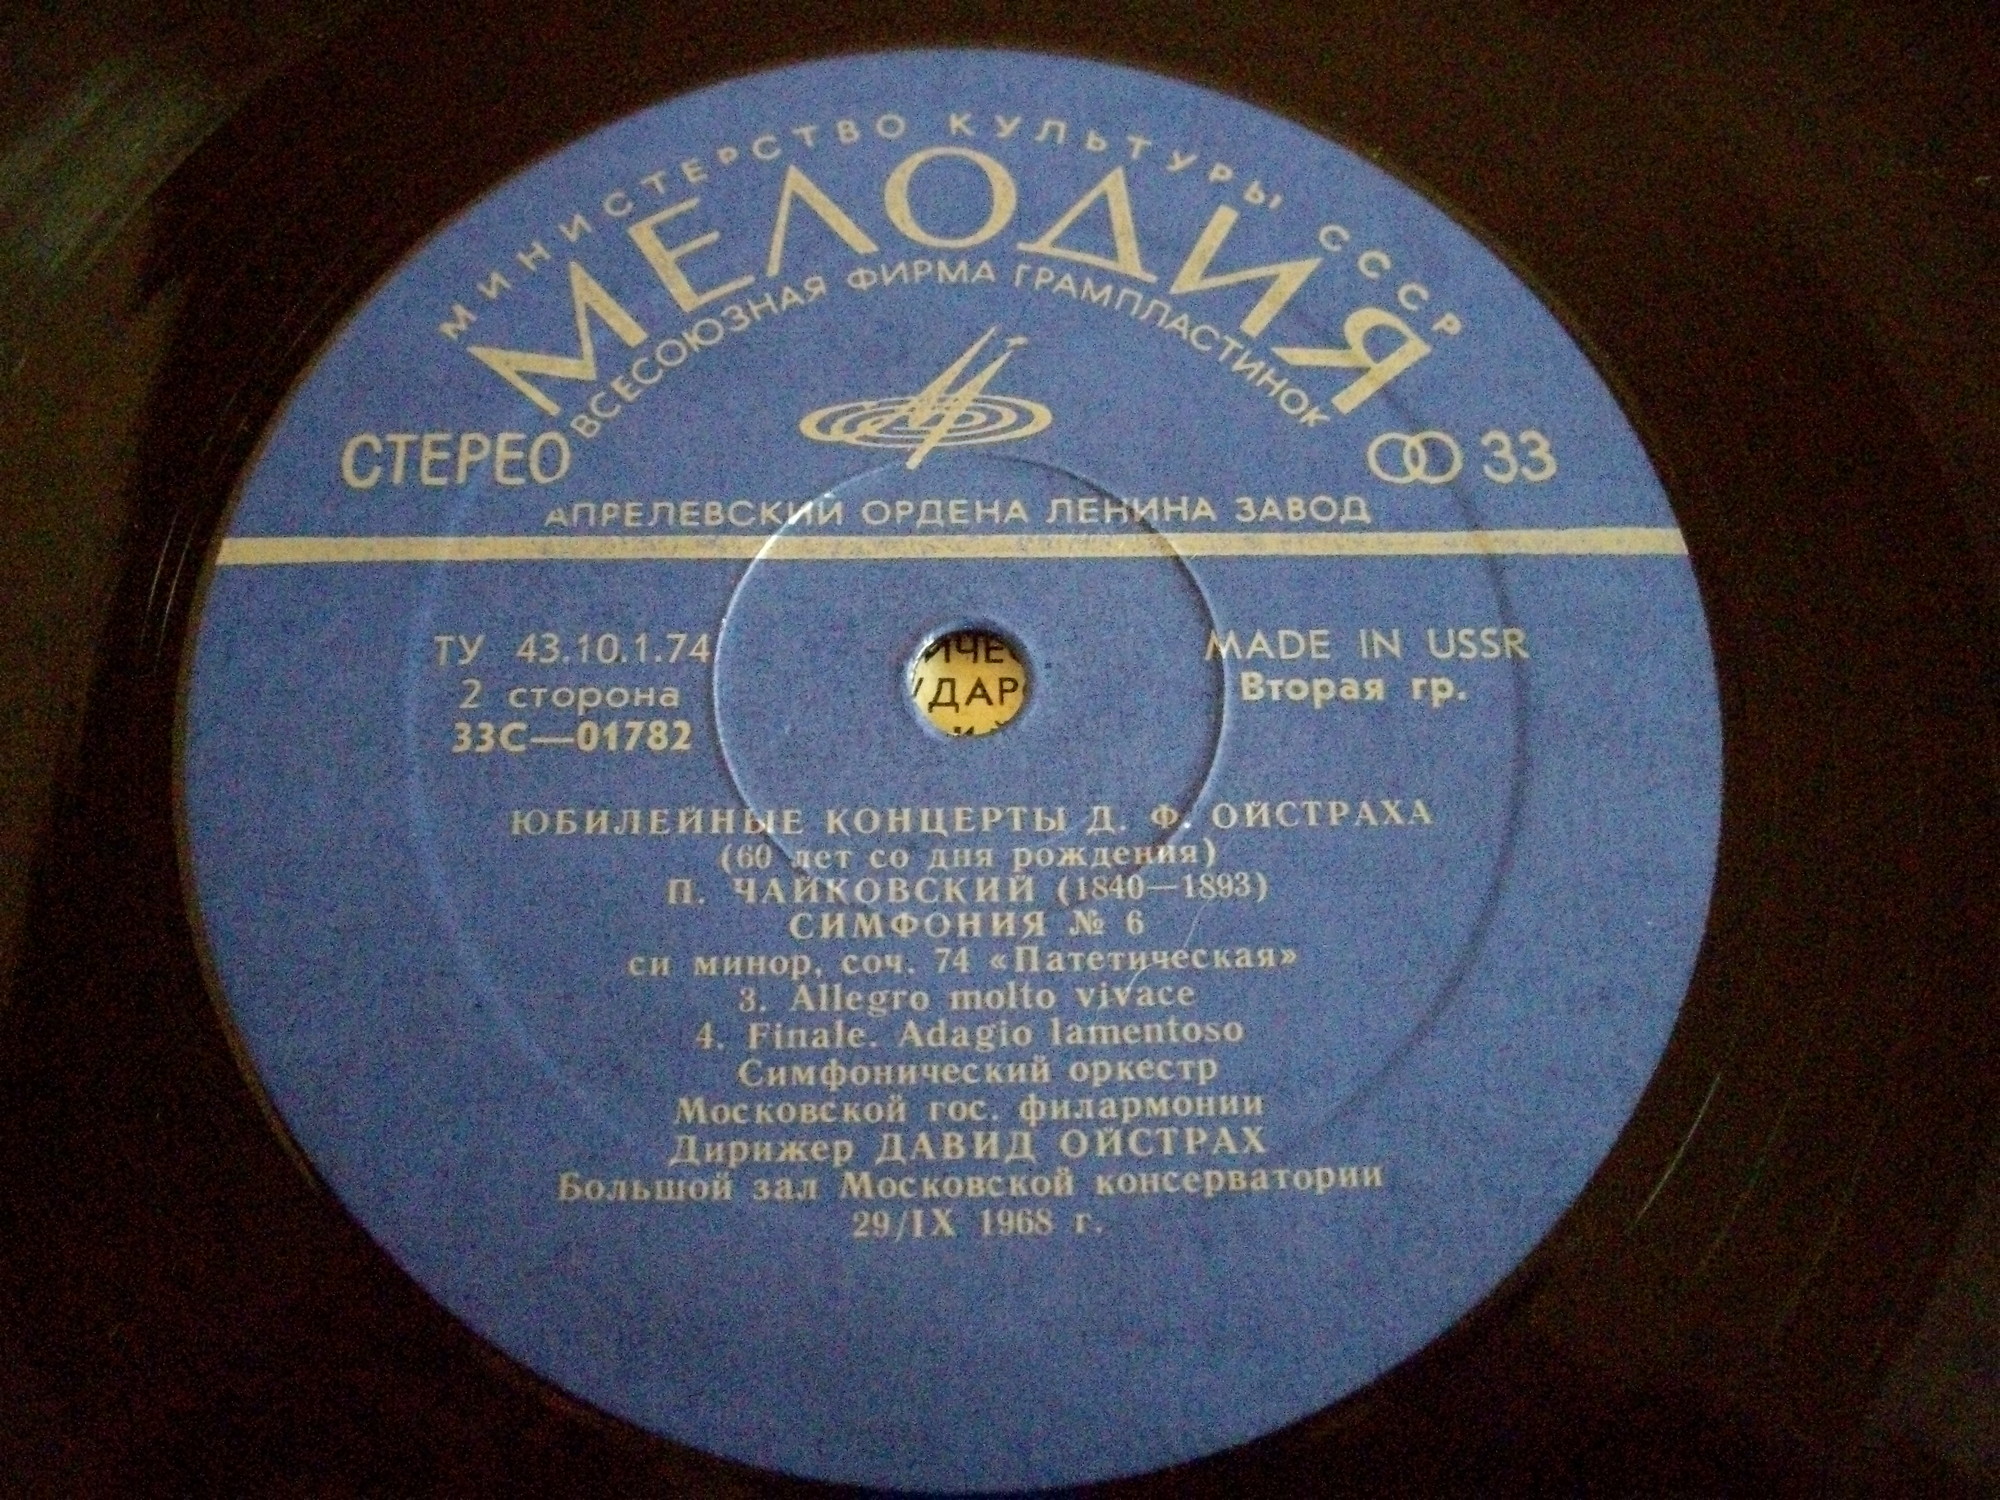 МИНИСТЕРСТВО КУЛЬТУРЫ СССР
МЕЛОДИЯ
ВСЕСОЮЗНАЯ ФИРМА ГРАМПЛАСТИНОК
СТЕРЕО
33
АПРЕЛЕВСКИЙ ОРДЕНА ЛЕНИНА ЗАВОД
ТУ 43.10.1.74
2 сторона
33С—01782
MADE IN USSR
Вторая гр.
ЮБИЛЕЙНЫЕ КОНЦЕРТЫ Д. Ф. ОЙСТРАХА
(60 лет со дня рождения)
П. ЧАЙКОВСКИЙ (1840—1893)
СИМФОНИЯ № 6
си минор, соч. 74 «Патетическая»
3. Allegro molto vivace
4. Finale. Adagio lamentoso
Симфонический оркестр
Московской гос. филармонии
Дирижер ДАВИД ОЙСТРАХ
Большой зал Московской консерватории
29/IX 1968 г.